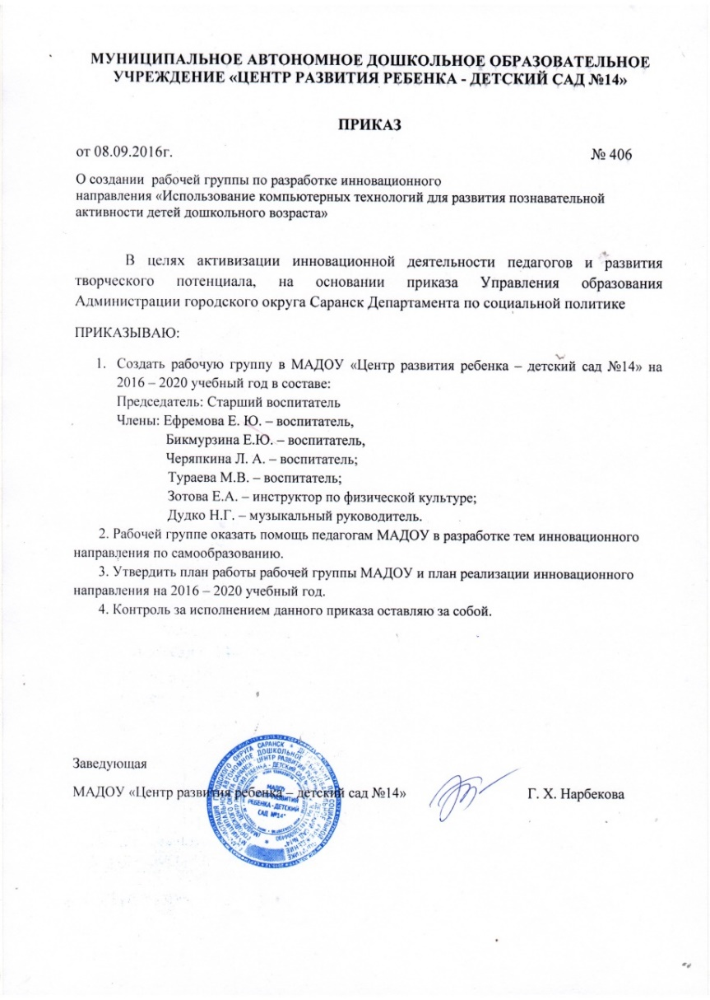 МУНИЦИПАЛЬНОЕ АВТОНОМНОЕ ДОШКОЛЬНОЕ ОБРАЗОВАТЕЛЬНОЕ
УЧРЕЖДЕНИЕ «ЦЕНТР РАЗВИТИЯ РЕБЕНКА - ДЕТСКИЙ САД №14»
ПРИКАЗ
от 08.09.2016г. № 406
О создании рабочей группы по разработке инновационного
направления «Использование компьютерных технологий для развития познавательной
активности детей дошкольного возраста»
В целях активизации инновационной деятельности педагогов и развития
творческого потенциала, на основании приказа Управления образования
Администрации городского округа Саранск Департамента по социальной политике
ПРИКАЗЫВАЮ:
1. Создать рабочую группу в МАДОУ «Центр развития ребенка – детский сад №14» на
2016 – 2020 учебный год в составе:
Председатель: Старший воспитатель
Члены: Ефремова Е. Ю. – воспитатель,
Бикмурзина Е.Ю. – воспитатель,
Черяпкина Л. А. – воспитатель;
Тураева М.В. – воспитатель;
Зотова Е.А. – инструктор по физической культуре;
Дудко Н.Г. – музыкальный руководитель.
2. Рабочей группе оказать помощь педагогам МАДОУ в разработке тем инновационного
направления по самообразованию.
3. Утвердить план работы рабочей группы МАДОУ и план реализации инновационного
направления на 2016 – 2020 учебный год.
4. Контроль за исполнением данного приказа оставляю за собой.
Заведующая
МАДОУ «Центр развития ребенка – детский сад №14» Г. Х. Нарбекова
МАДОУ
РАЗВИТИЯ
РЕБЕНКА - ДЕТСКИЙ
САД №14"